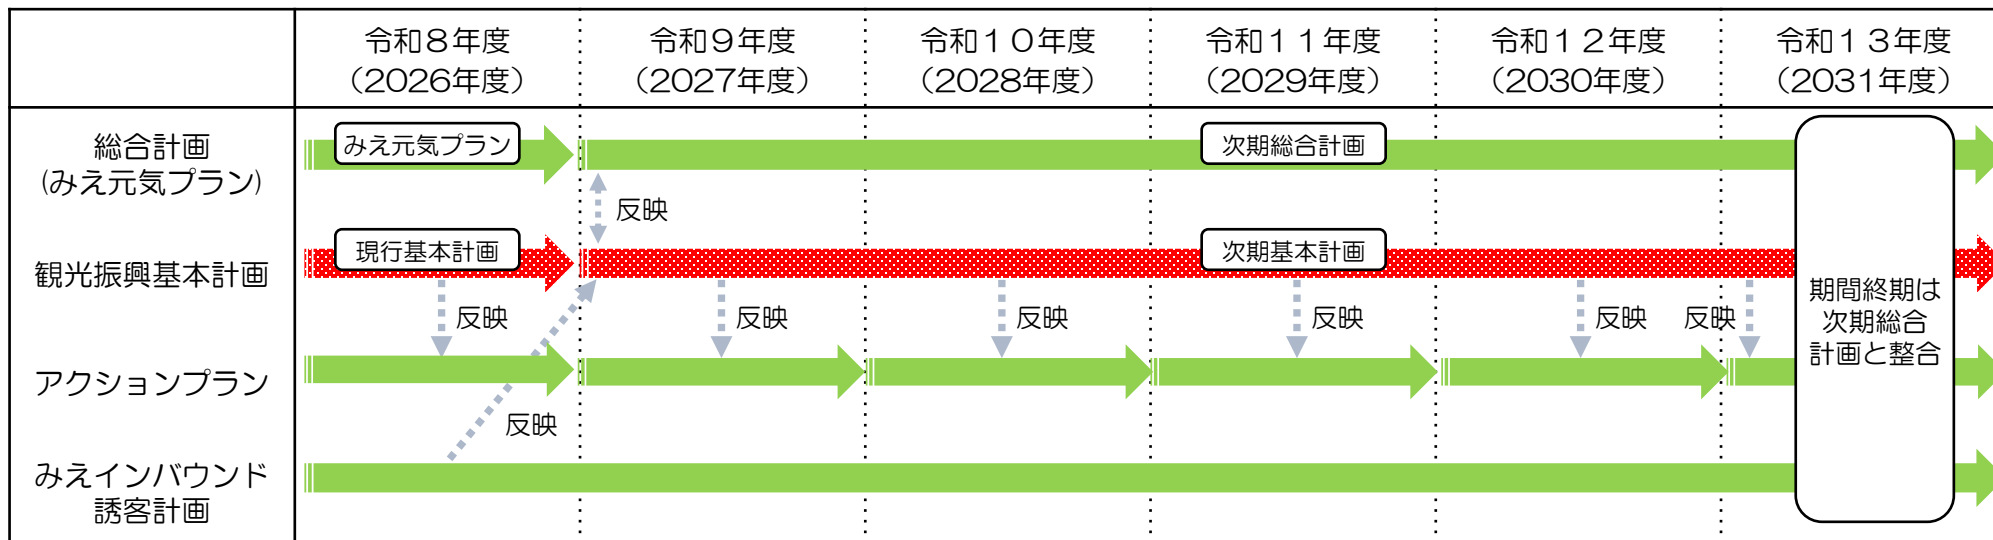 令和８年度
（2026年度）
令和９年度
（2027年度）
令和１０年度
（2028年度）
令和１１年度
（2029年度）
令和１２年度
（2030年度）
令和１３年度
（2031年度）
総合計画
(みえ元気プラン)
みえ元気プラン
次期総合計画
反映
観光振興基本計画
現行基本計画
次期基本計画
反映
反映
反映
反映
反映
反映
アクションプラン
反映
みえインバウンド
誘客計画
期間終期は
次期総合
計画と整合